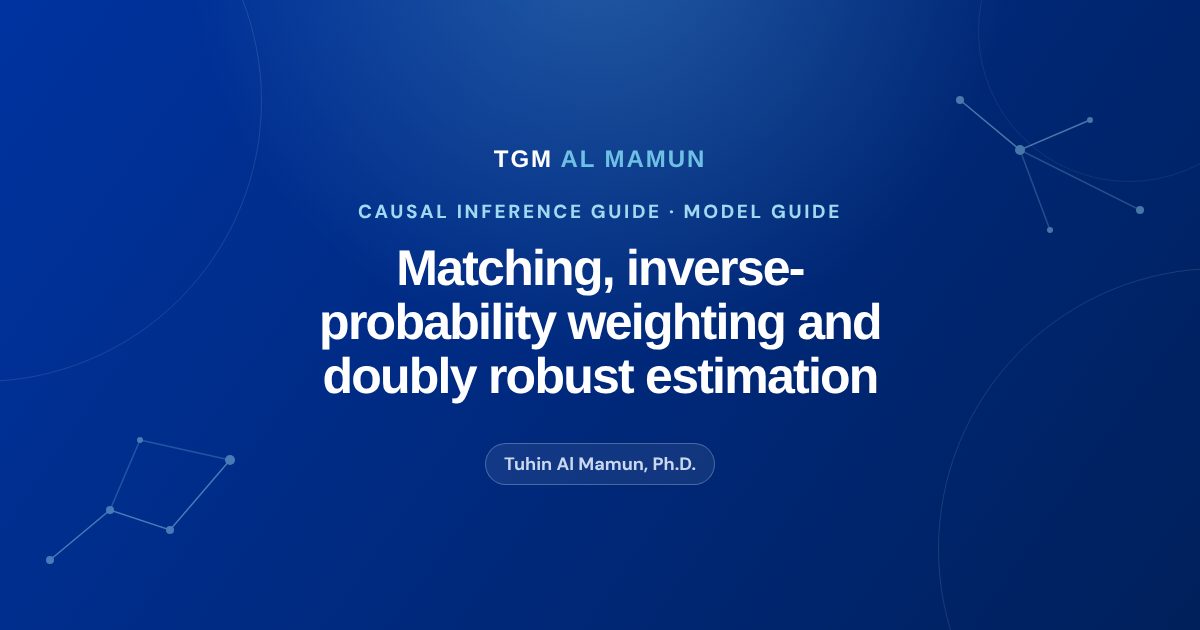 TGM AL MAMUN
CAUSAL INFERENCE GUIDE · MODEL GUIDE
Matching, inverse-
probability weighting and
doubly robust estimation
Tuhin Al Mamun, Ph.D.